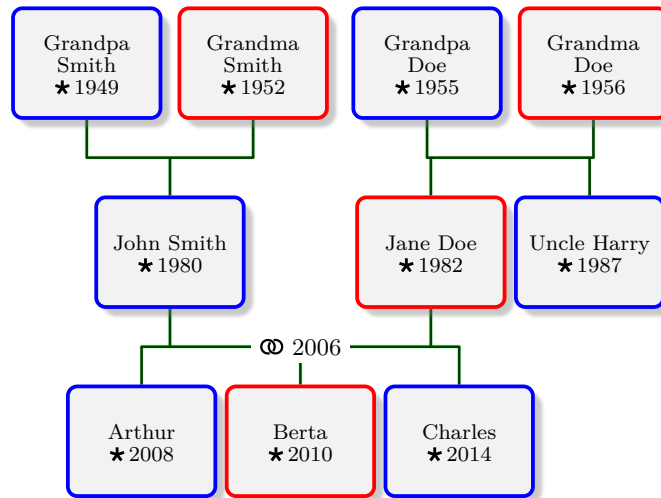 Grandpa
Smith
★ 1949
Grandma
Smith
★ 1952
Grandpa
Doe
★ 1955
Grandma
Doe
★ 1956
John Smith
★ 1980
Jane Doe
★ 1982
Uncle Harry
★ 1987
⚭ 2006
Arthur
★ 2008
Berta
★ 2010
Charles
★ 2014